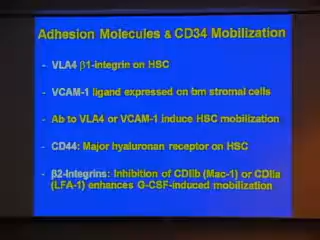 Adhesion Molecules & CD34 Mobilization
- VLA4 β1-integrin on HSC
- VCAM-1 ligand expressed on bm stromal cells
- Ab to VLA4 or VCAM-1 induce HSC mobilization
- CD44: Major hyaluronan receptor on HSC
- β2-Integrins: Inhibition of CDIIb (Mac-1) or CDIIa
(LFA-1) enhances G-CSF-induced mobilization